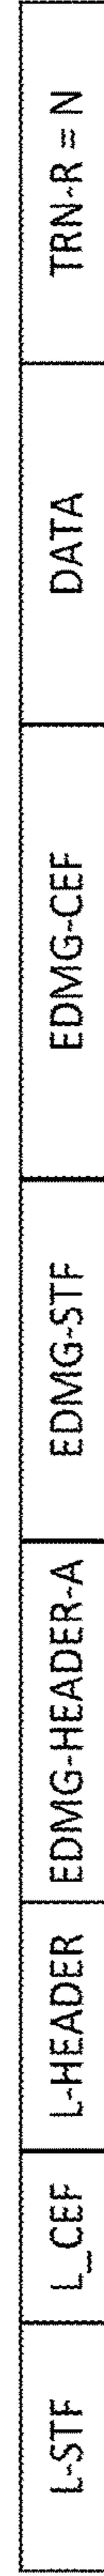 L-STF
L_CEF
L-HEADER
EDMG-HEADER-A
EDMG-STF
EDMG-CEF
DATA
TRN-R = N